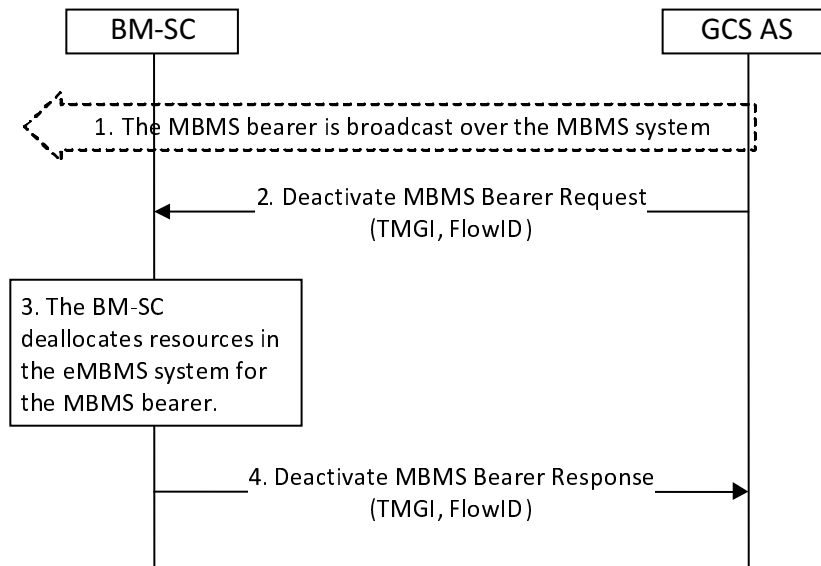 BM-SC
GCS AS
1. The MBMS bearer is broadcast over the MBMS system
2. Deactivate MBMS Bearer Request
(TMGI, FlowID)
3. The BM-SC
deallocates resources in
the eMBMS system for
the MBMS bearer.
4. Deactivate MBMS Bearer Response
(TMGI, FlowID)